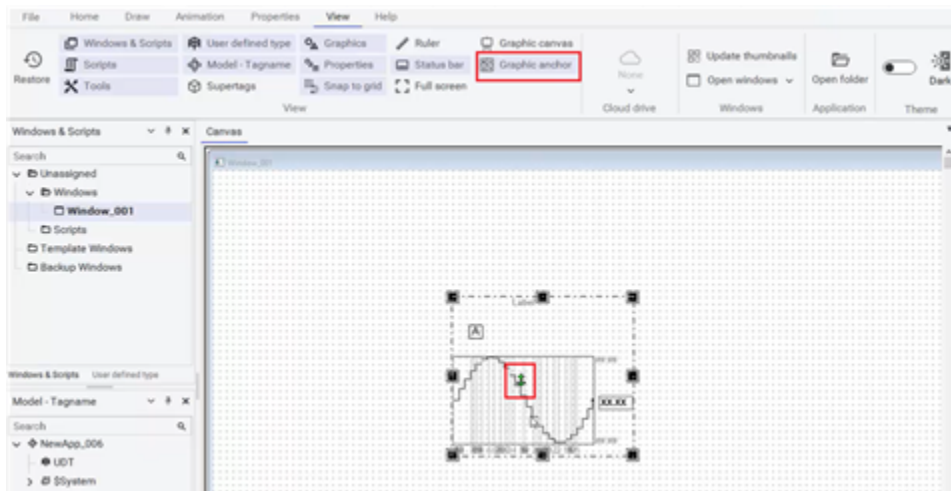 File Home Draw Animation Properties View Help
Windows & Scripts User defined type Graphics Ruler Graphic canvas
Scripts Model - Tagname Properties Status bar Graphic anchor
Tools Supertags Snap to grid Full screen
Restore
None
Update thumbnails
Open windows
Open folder
Dark
View Cloud drive Windows Application Theme
Windows & Scripts
Canvas
Search
Window_001
Unassigned
Windows
Window_001
Scripts
Template Windows
Backup Windows
Label
A
##.##
XX.XX
##.##
Windows & Scripts User defined type
Model - Tagname
Search
NewApp_006
UDT
$System